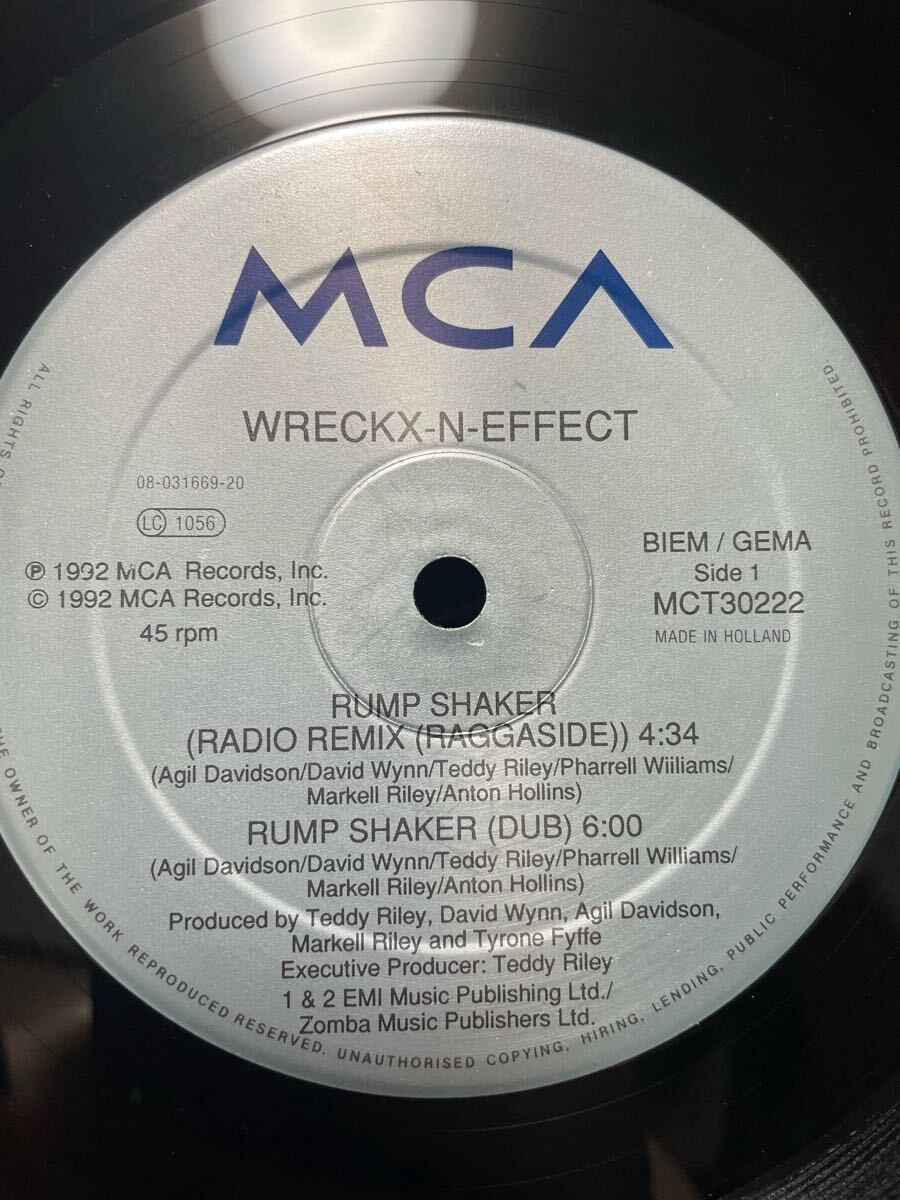 MCA
WRECKX-N-EFFECT
08-031669-20
LC 1056
℗ 1992 MCA Records, Inc.
© 1992 MCA Records, Inc.
45 rpm
BIEM / GEMA
Side 1
MCT30222
MADE IN HOLLAND
RUMP SHAKER
(RADIO REMIX (RAGGASIDE)) 4:34
(Agil Davidson/David Wynn/Teddy Riley/Pharrell Wiiliams/
Markell Riley/Anton Hollins)
RUMP SHAKER (DUB) 6:00
(Agil Davidson/David Wynn/Teddy Riley/Pharrell Williams/
Markell Riley/Anton Hollins)
Produced by Teddy Riley, David Wynn, Agil Davidson,
Markell Riley and Tyrone Fyffe
Executive Producer: Teddy Riley
1 & 2 EMI Music Publishing Ltd./
Zomba Music Publishers Ltd.
ALL RIGHTS THE OWNER OF THE WORK REPRODUCED RESERVED. UNAUTHORISED COPYING, HIRING, LENDING, PUBLIC PERFORMANCE AND BROADCASTING OF THIS RECORD PROHIBITED.